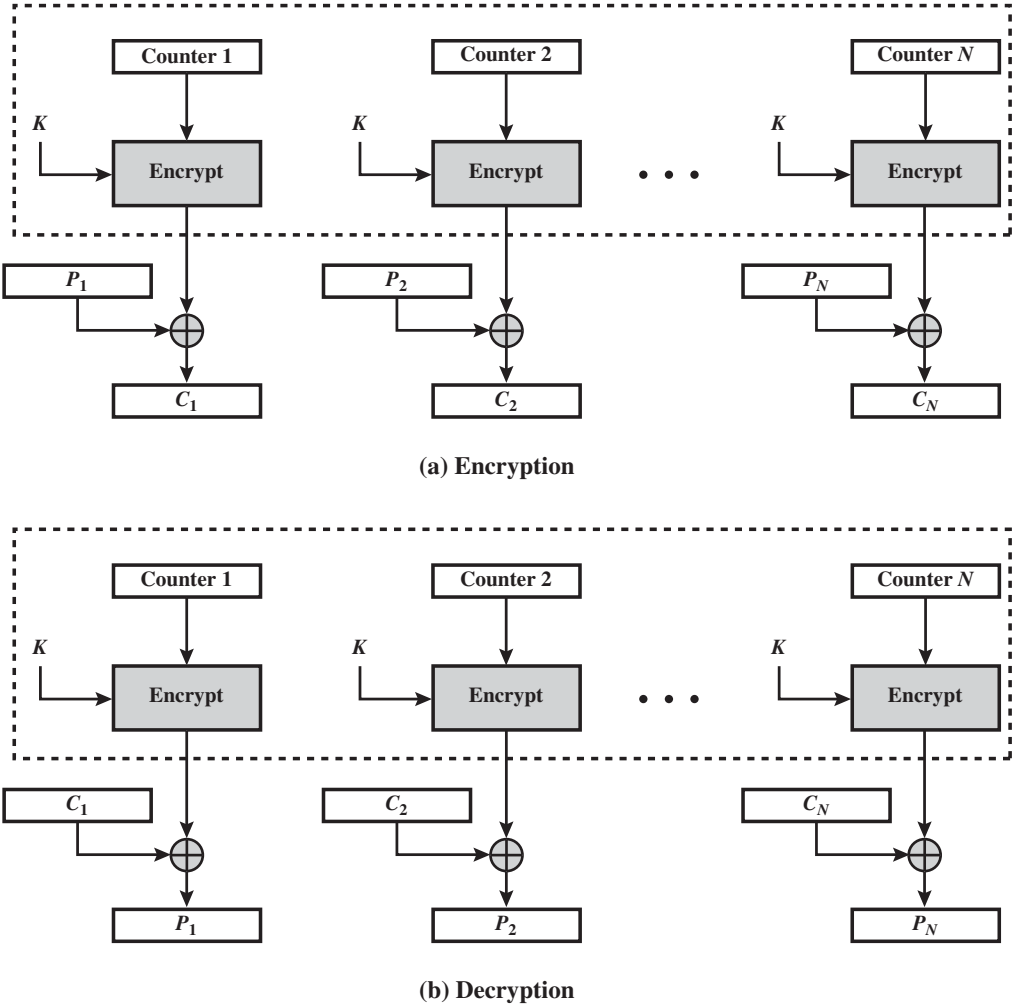 Counter 1 Counter 2 Counter N
K K K
Encrypt Encrypt • • • Encrypt
P1 P2 PN
C1 C2 CN
(a) Encryption
Counter 1 Counter 2 Counter N
K K K
Encrypt Encrypt • • • Encrypt
C1 C2 CN
P1 P2 PN
(b) Decryption